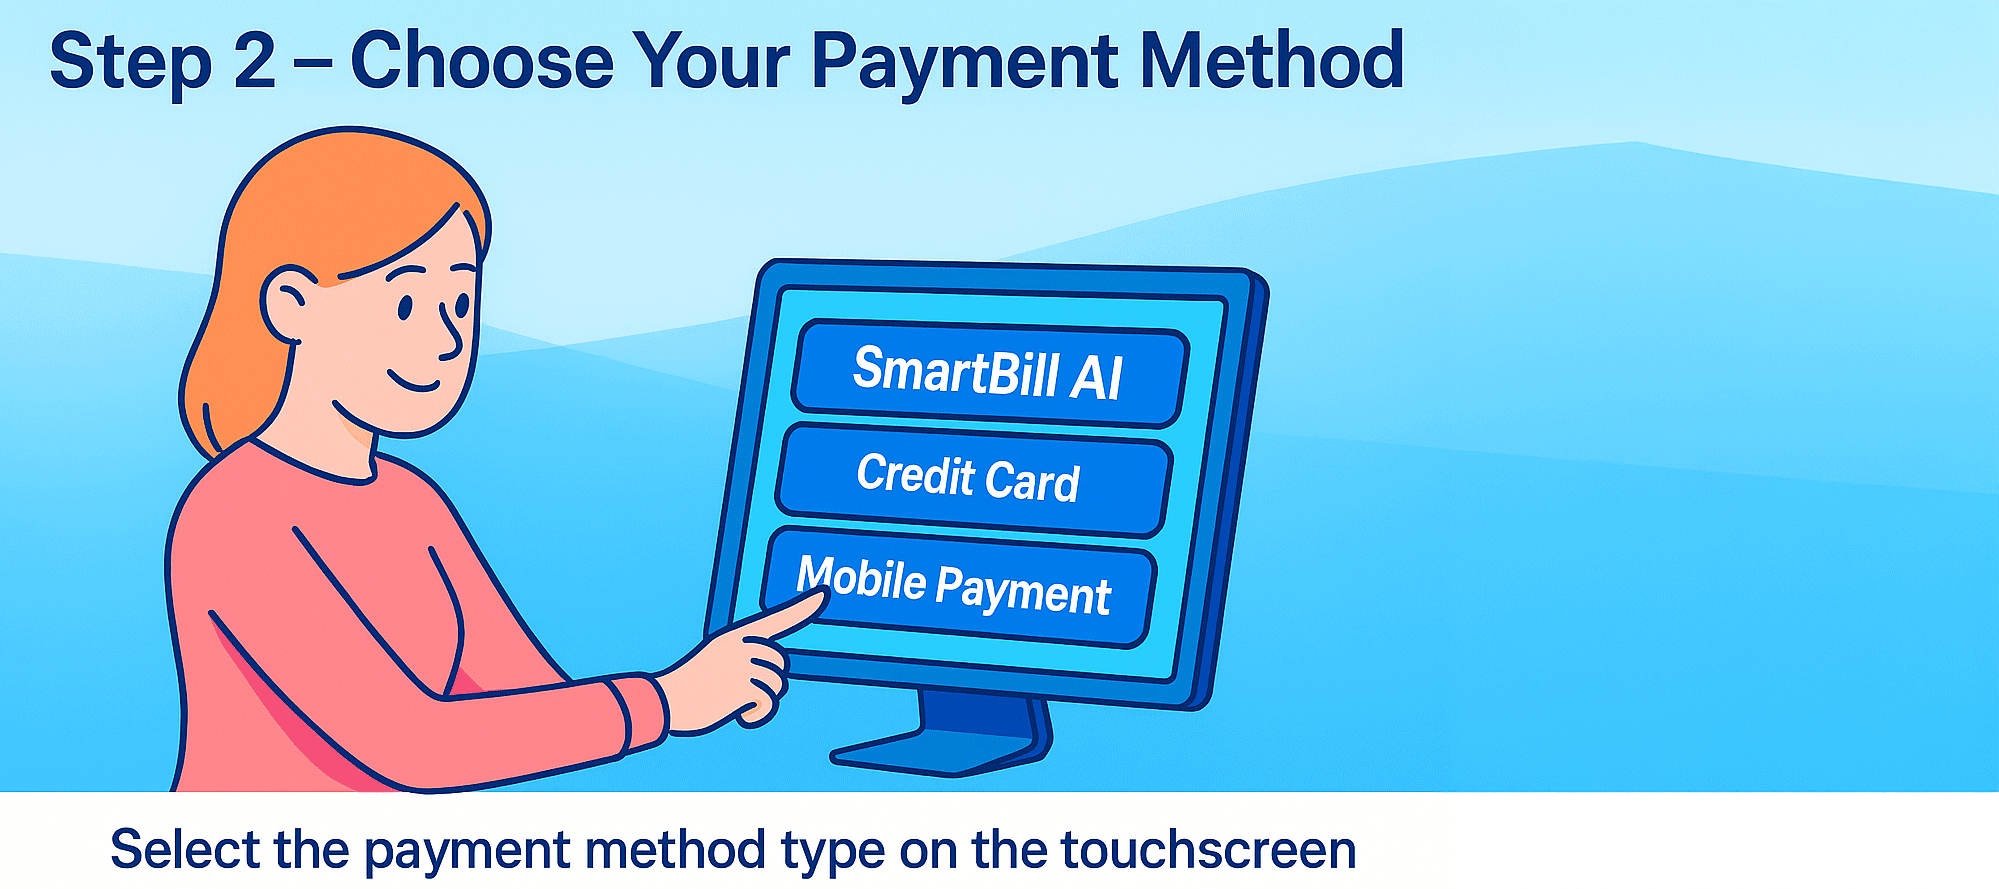 Step 2 – Choose Your Payment Method
SmartBill AI
Credit Card
Mobile Payment
Select the payment method type on the touchscreen